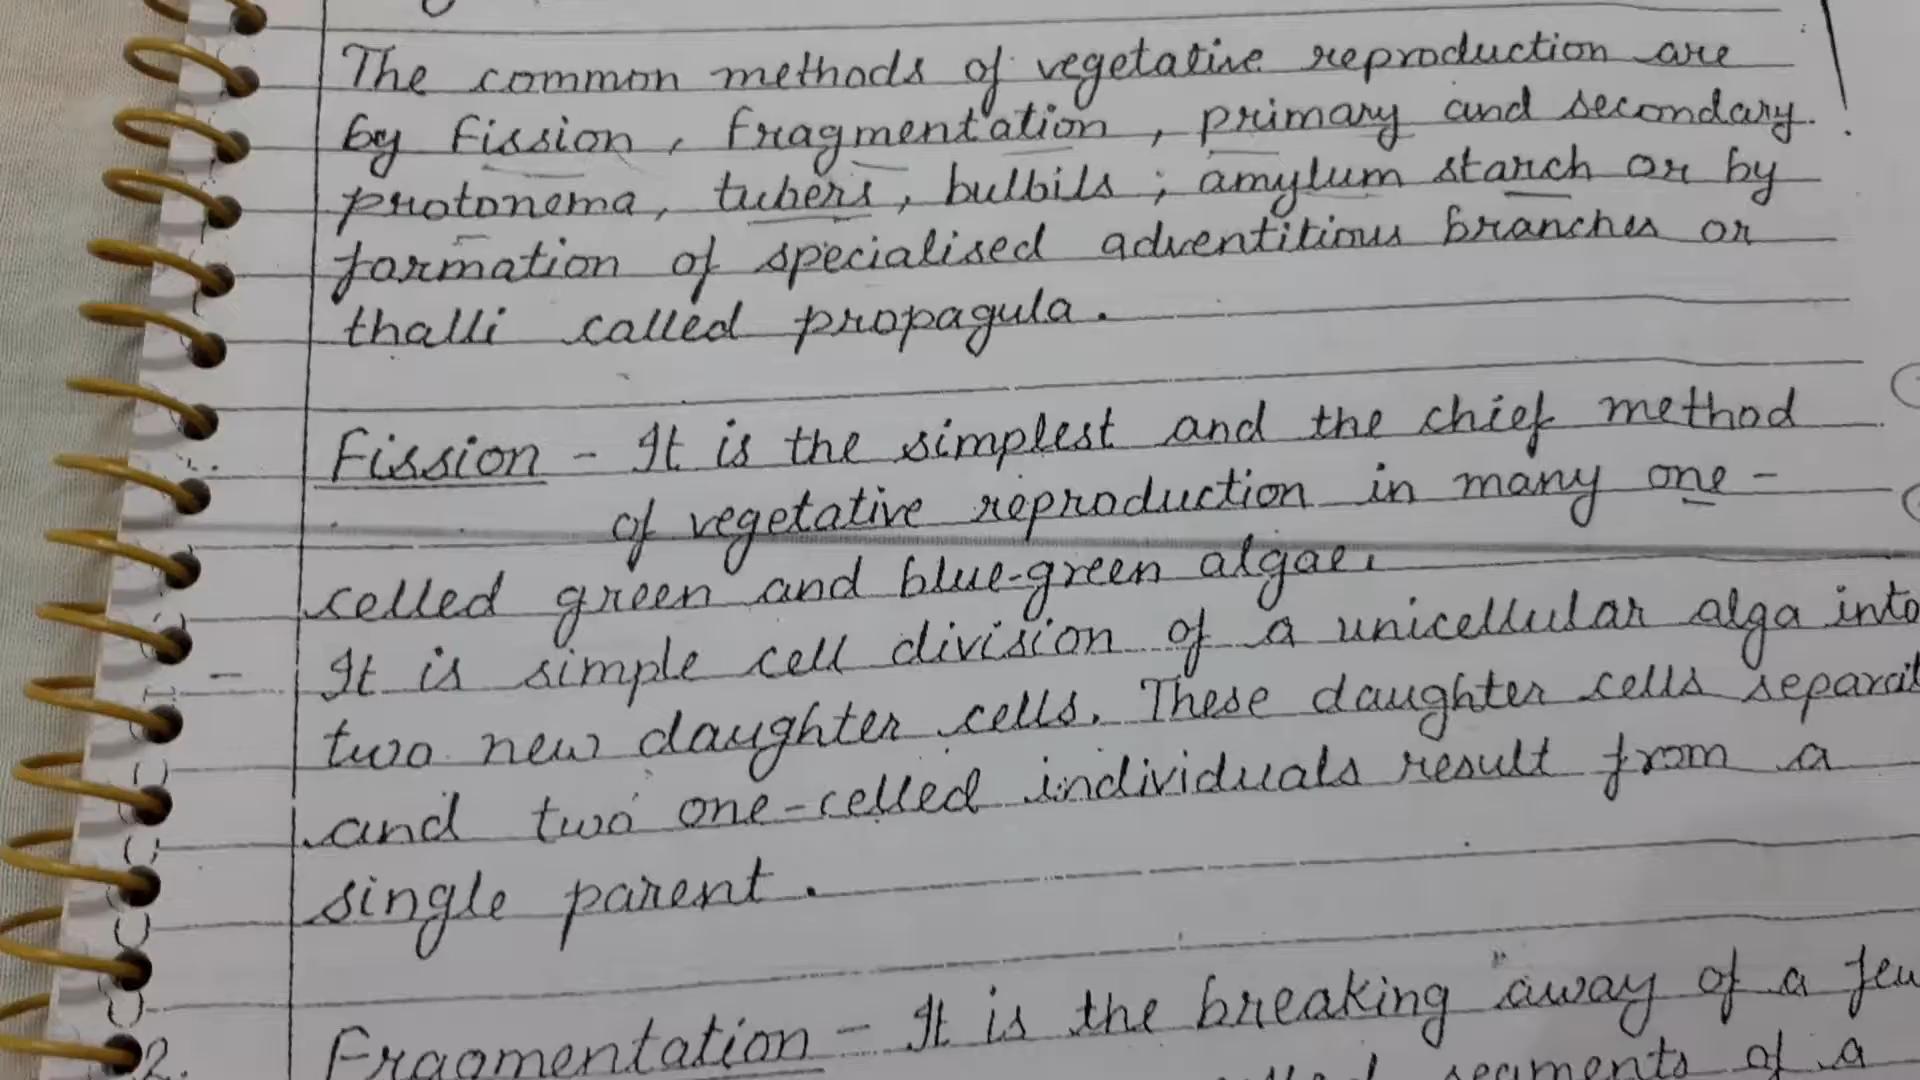 The common methods of vegetative reproduction are
by fission, fragmentation, primary and secondary
protonema, tubers, bulbils; amylum starch or by
formation of specialised adventitious branches or
thalli called propagula.
Fission - It is the simplest and the chief method
of vegetative reproduction in many one-
celled green and blue-green algae.
- It is simple cell division of a unicellular alga into
two new daughter cells. These daughter cells
and two one-celled individuals result from a
single parent.
2. Fragmentation - It is the breaking away of a few
segments of a